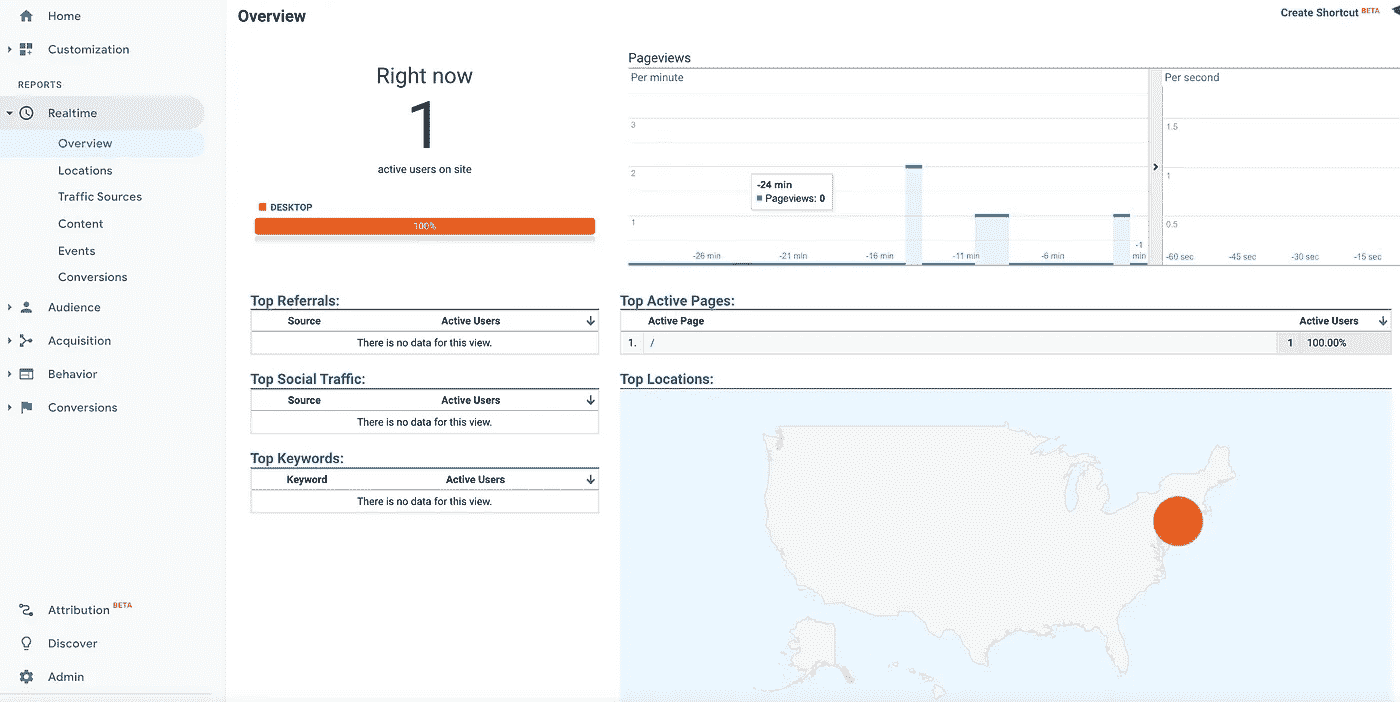 Home
Customization
REPORTS
Realtime
Overview
Locations
Traffic Sources
Content
Events
Conversions
Audience
Acquisition
Behavior
Conversions
Attribution BETA
Discover
Admin
Overview
Create Shortcut BETA
Right now
1
active users on site
DESKTOP
100%
Pageviews
Per minute
3
2
1
-24 min
Pageviews: 0
-26 min -21 min -16 min -11 min -6 min -1 min
Per second
1.5
1
0.5
-60 sec -45 sec -30 sec -15 sec
Top Referrals:
Source Active Users
There is no data for this view.
Top Social Traffic:
Source Active Users
There is no data for this view.
Top Keywords:
Keyword Active Users
There is no data for this view.
Top Active Pages:
Active Page Active Users
1. / 1 100.00%
Top Locations: